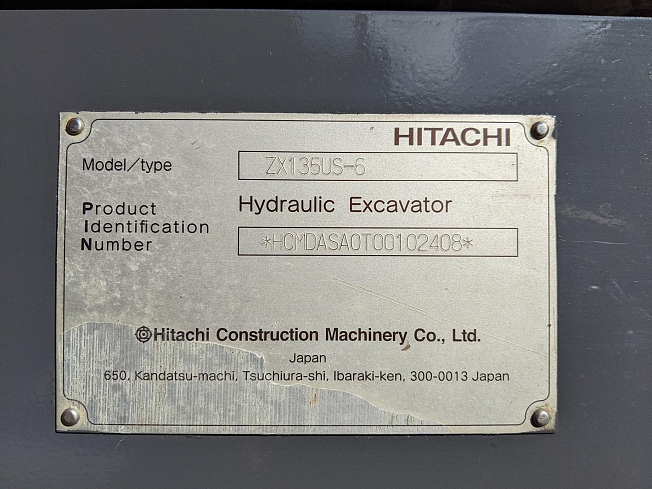 HITACHI
Model/type ZX135US-6
Product Identification Number
Hydraulic Excavator
*HCMDASA0T00102408*
Hitachi Construction Machinery Co., Ltd.
Japan
650, Kandatsu-machi, Tsuchiura-shi, Ibaraki-ken, 300-0013 Japan